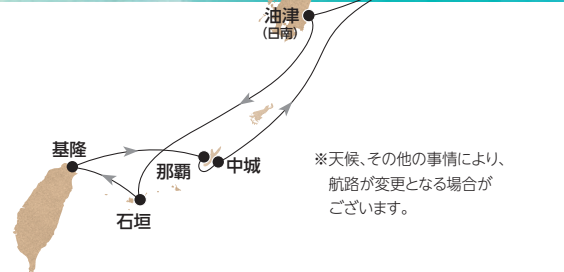 油津
(日南)
基隆
那覇
中城
石垣
※天候、その他の事情により、
航路が変更となる場合が
ございます。